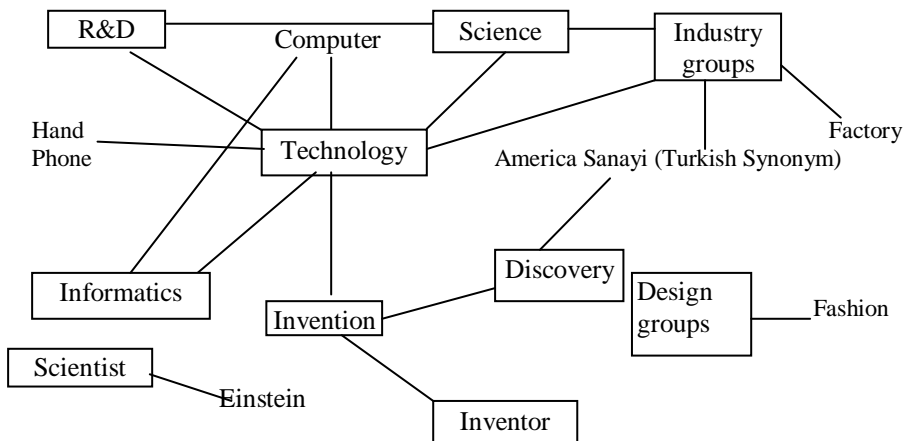 R&D
Computer
Science
Industry
groups
Hand
Phone
Technology
Factory
America Sanayi (Turkish Synonym)
Informatics
Invention
Discovery
Design
groups
Fashion
Scientist
Einstein
Inventor